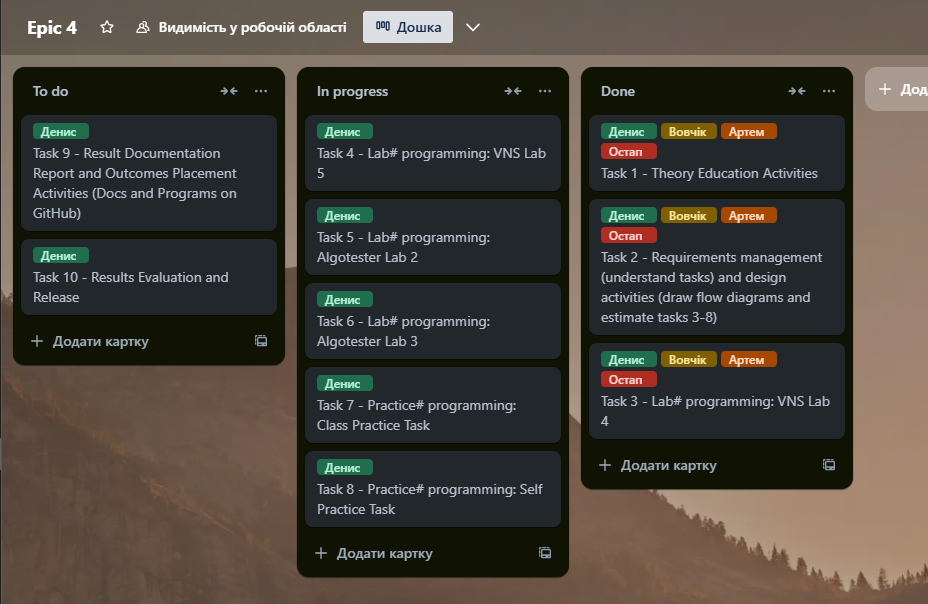 Epic 4
Видимість у робочій області
Дошка
To do
Денис
Task 9 - Result Documentation
Report and Outcomes Placement
Activities (Docs and Programs on
GitHub)
Денис
Task 10 - Results Evaluation and
Release
Додати картку
In progress
Денис
Task 4 - Lab# programming: VNS Lab
5
Денис
Task 5 - Lab# programming:
Algotester Lab 2
Денис
Task 6 - Lab# programming:
Algotester Lab 3
Денис
Task 7 - Practice# programming:
Class Practice Task
Денис
Task 8 - Practice# programming: Self
Practice Task
Додати картку
Done
Денис Вовчік Артем
Остап
Task 1 - Theory Education Activities
Денис Вовчік Артем
Остап
Task 2 - Requirements management
(understand tasks) and design
activities (draw flow diagrams and
estimate tasks 3-8)
Денис Вовчік Артем
Остап
Task 3 - Lab# programming: VNS Lab
4
Додати картку